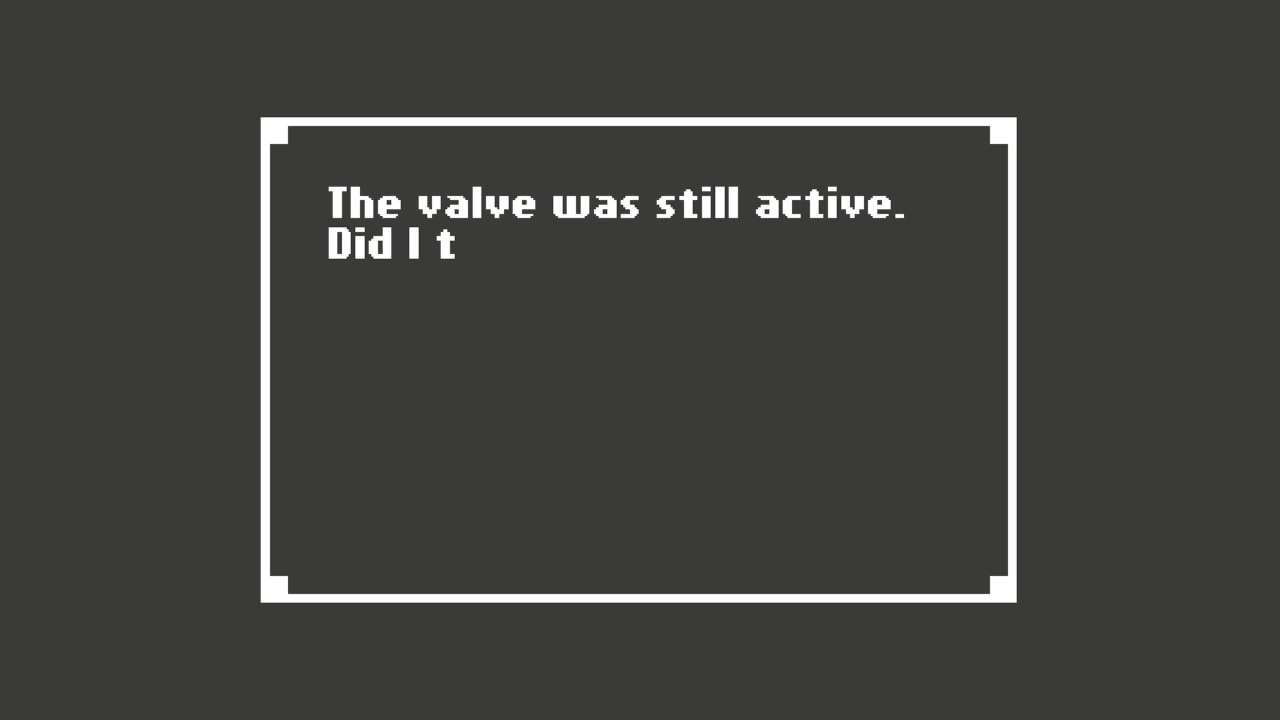 The valve was still active.
Did I t